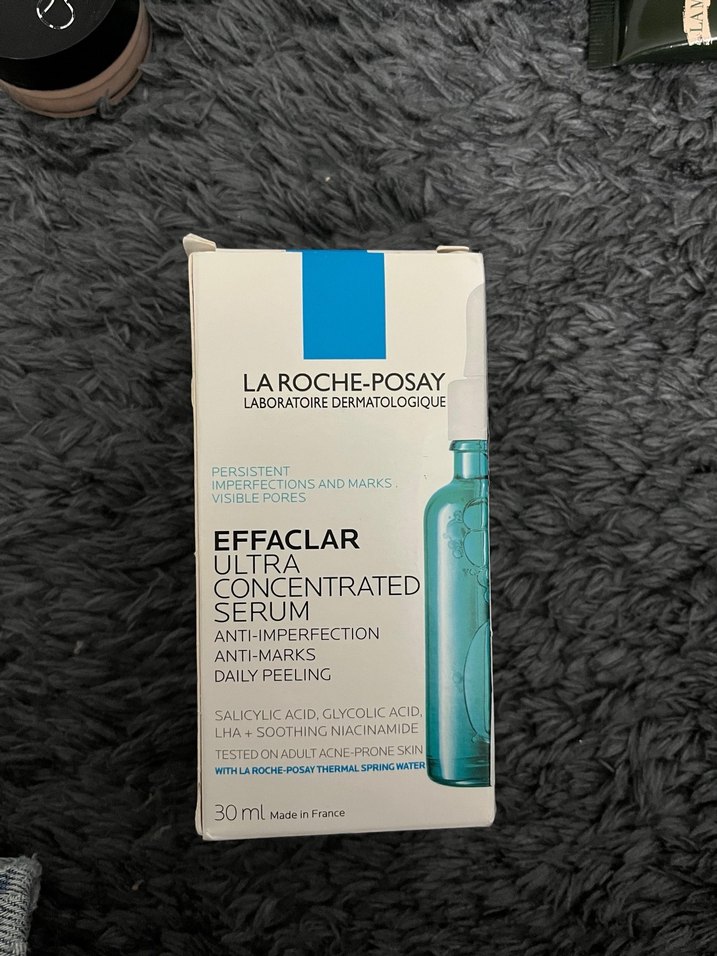 LAM
LA ROCHE-POSAY
LABORATOIRE DERMATOLOGIQUE
PERSISTENT
IMPERFECTIONS AND MARKS .
VISIBLE PORES
EFFACLAR
ULTRA
CONCENTRATED
SERUM
ANTI-IMPERFECTION
ANTI-MARKS
DAILY PEELING
SALICYLIC ACID, GLYCOLIC ACID,
LHA + SOOTHING NIACINAMIDE
TESTED ON ADULT ACNE-PRONE SKIN
WITH LA ROCHE-POSAY THERMAL SPRING WATER
30 ml Made in France